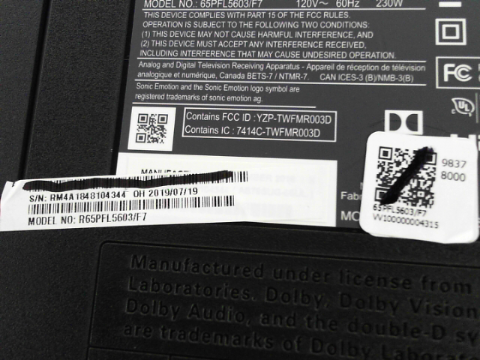 MODEL NO.: 65PFL5603/F7 120V~ 60Hz 230W
THIS DEVICE COMPLIES WITH PART 15 OF THE FCC RULES.
OPERATION IS SUBJECT TO THE FOLLOWING TWO CONDITIONS:
(1) THIS DEVICE MAY NOT CAUSE HARMFUL INTERFERENCE, AND
(2) THIS DEVICE MUST ACCEPT ANY INTERFERENCE RECEIVED,
INCLUDING INTERFERENCE THAT MAY CAUSE UNDESIRED OPERATION.
Analog and Digital Television Receiving Apparatus - Appareil de réception de télévision
analogique et numérique, Canada BETS-7 / NTMR-7. CAN ICES-3 (B)/NMB-3(B)
Sonic Emotion and the Sonic Emotion logo symbol are
registered trademarks of sonic emotion ag.
FC
UL
Contains FCC ID : YZP-TWFMR003D
Contains IC : 7414C-TWFMR003D
9837
8000
65PFL5603/F7
VV100000004315
S/N: RM4A1848104344 OH 2019/07/19
MODEL NO: R65PFL5603/F7
Fabr
MO
Manufactured under license from
Laboratories. Dolby, Dolby Vision
Dolby Audio, and the double-D sy
are trademarks of Dolby Labora